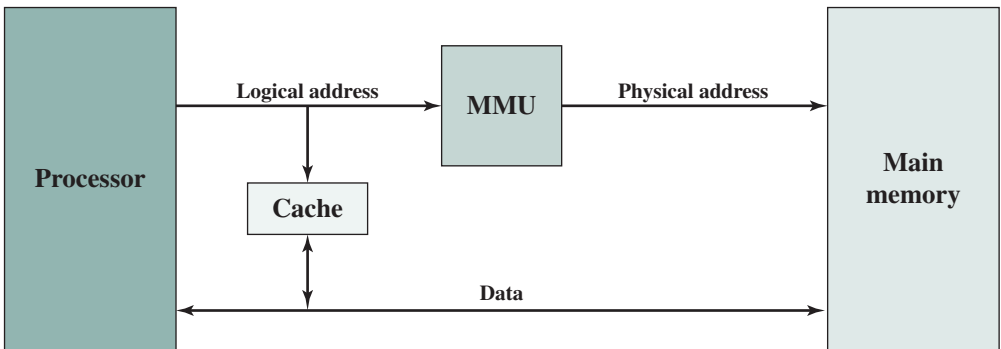 Logical address
MMU
Physical address
Processor
Cache
Main
memory
Data